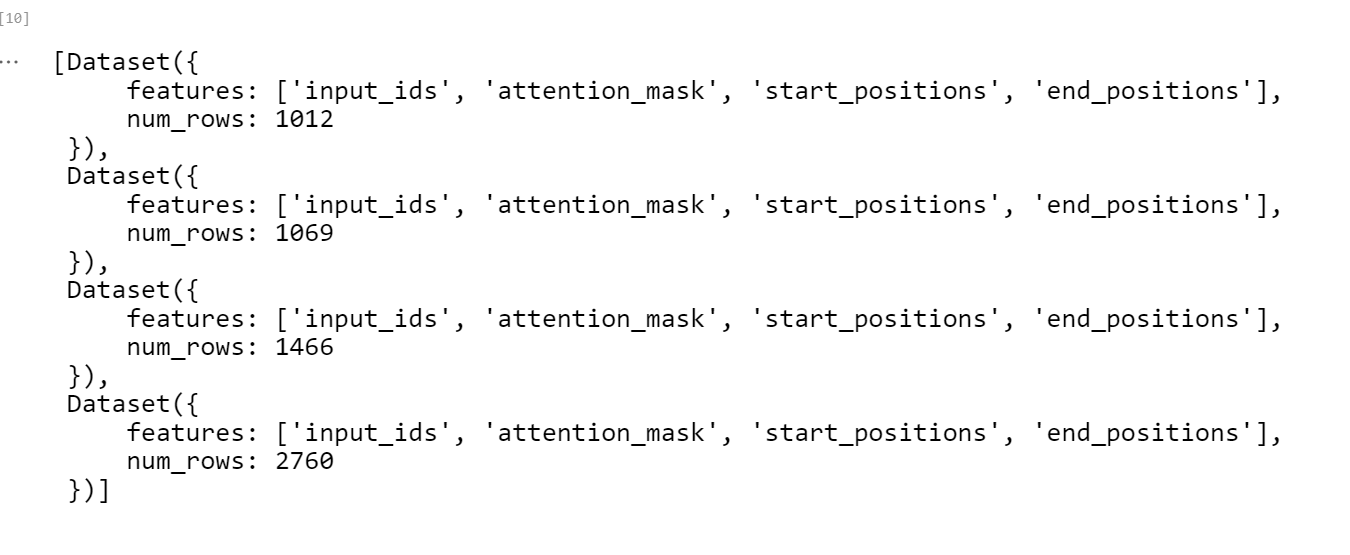 [10]
... [Dataset({
features: ['input_ids', 'attention_mask', 'start_positions', 'end_positions'],
num_rows: 1012
}),
Dataset({
features: ['input_ids', 'attention_mask', 'start_positions', 'end_positions'],
num_rows: 1069
}),
Dataset({
features: ['input_ids', 'attention_mask', 'start_positions', 'end_positions'],
num_rows: 1466
}),
Dataset({
features: ['input_ids', 'attention_mask', 'start_positions', 'end_positions'],
num_rows: 2760
})]